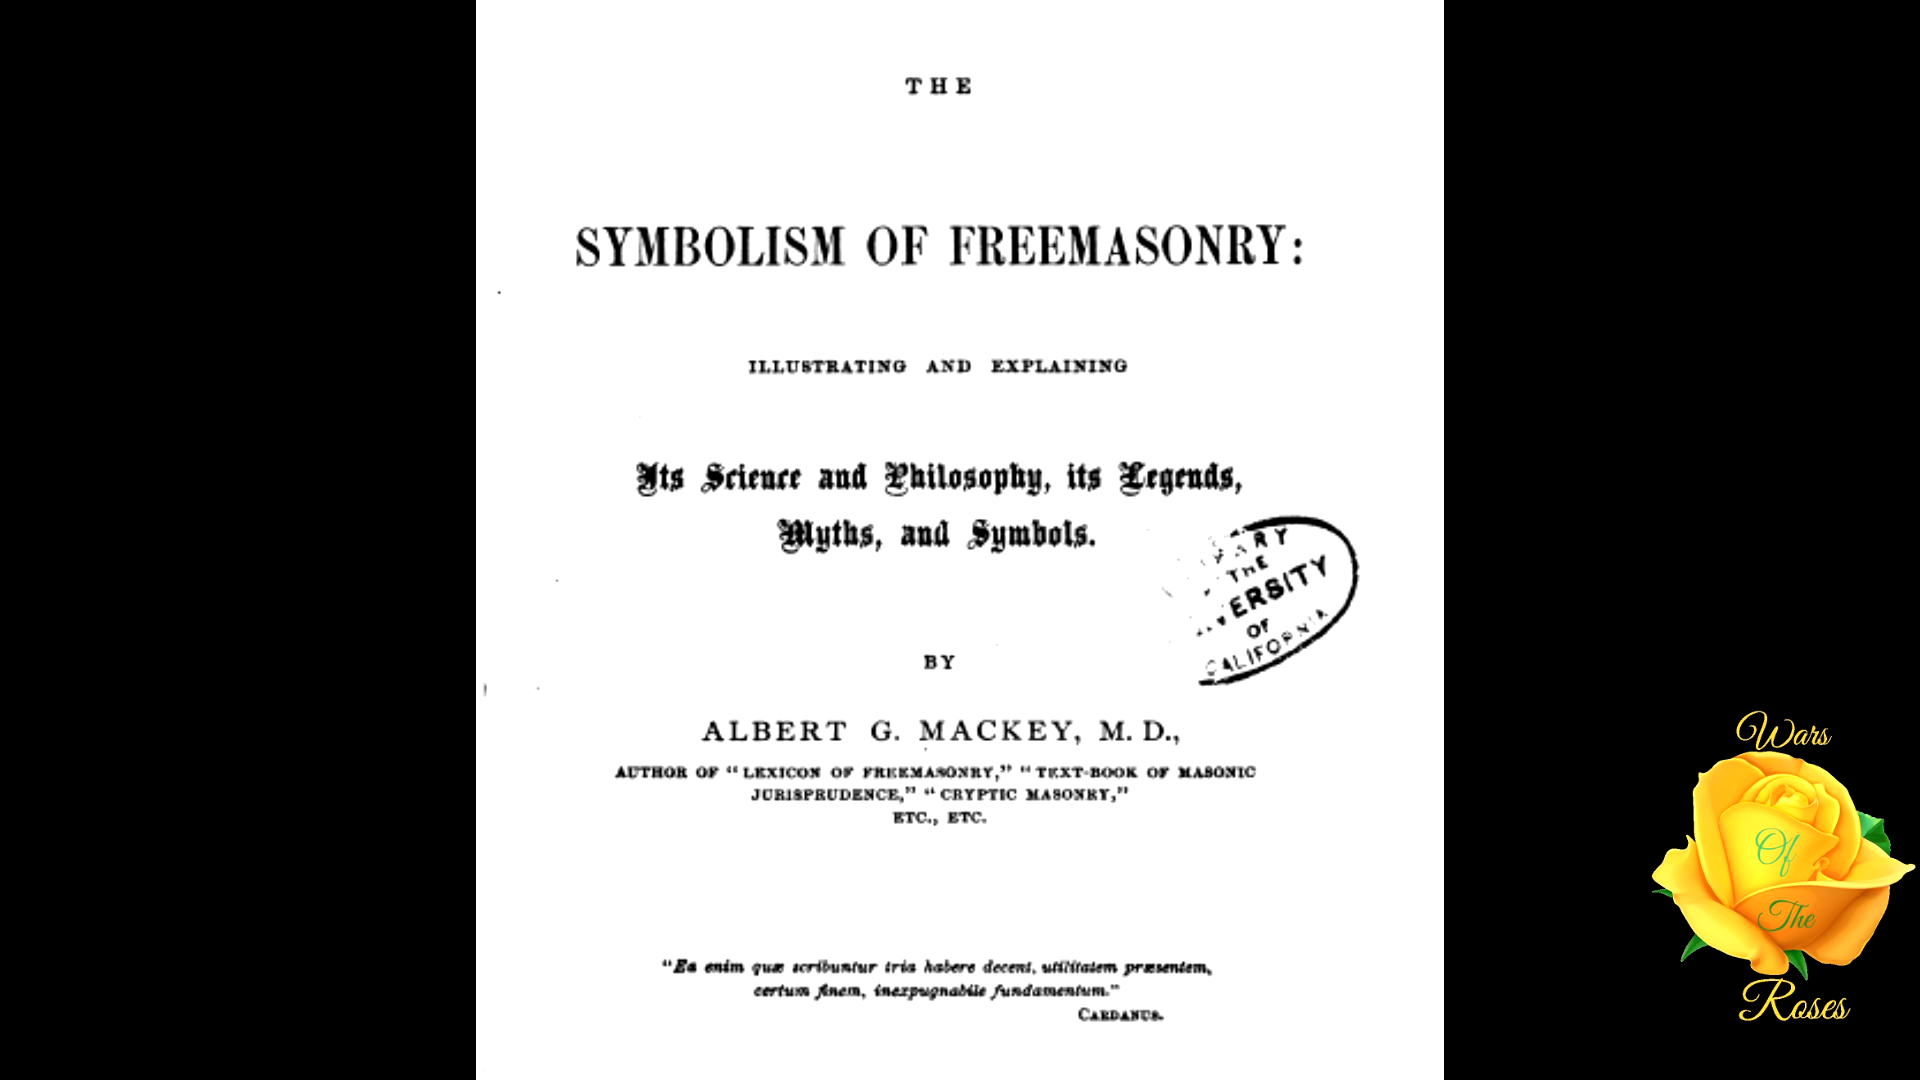 THE
SYMBOLISM OF FREEMASONRY:
ILLUSTRATING AND EXPLAINING
Its Science and Philosophy, its Legends,
Myths, and Symbols.
THE
OF
CALIFORNIA
BY
ALBERT G. MACKEY, M. D.,
AUTHOR OF “LEXICON OF FREEMASONRY,” “TEXT-BOOK OF MASONIC
JURISPRUDENCE,” “CRYPTIC MASONRY,”
ETC., ETC.
“Ea enim quæ scribuntur tria habere decent, utilitatem præsentem,
certum finem, inexpugnabile fundamentum.”
CARDANUS.
Wars
Of
The
Roses